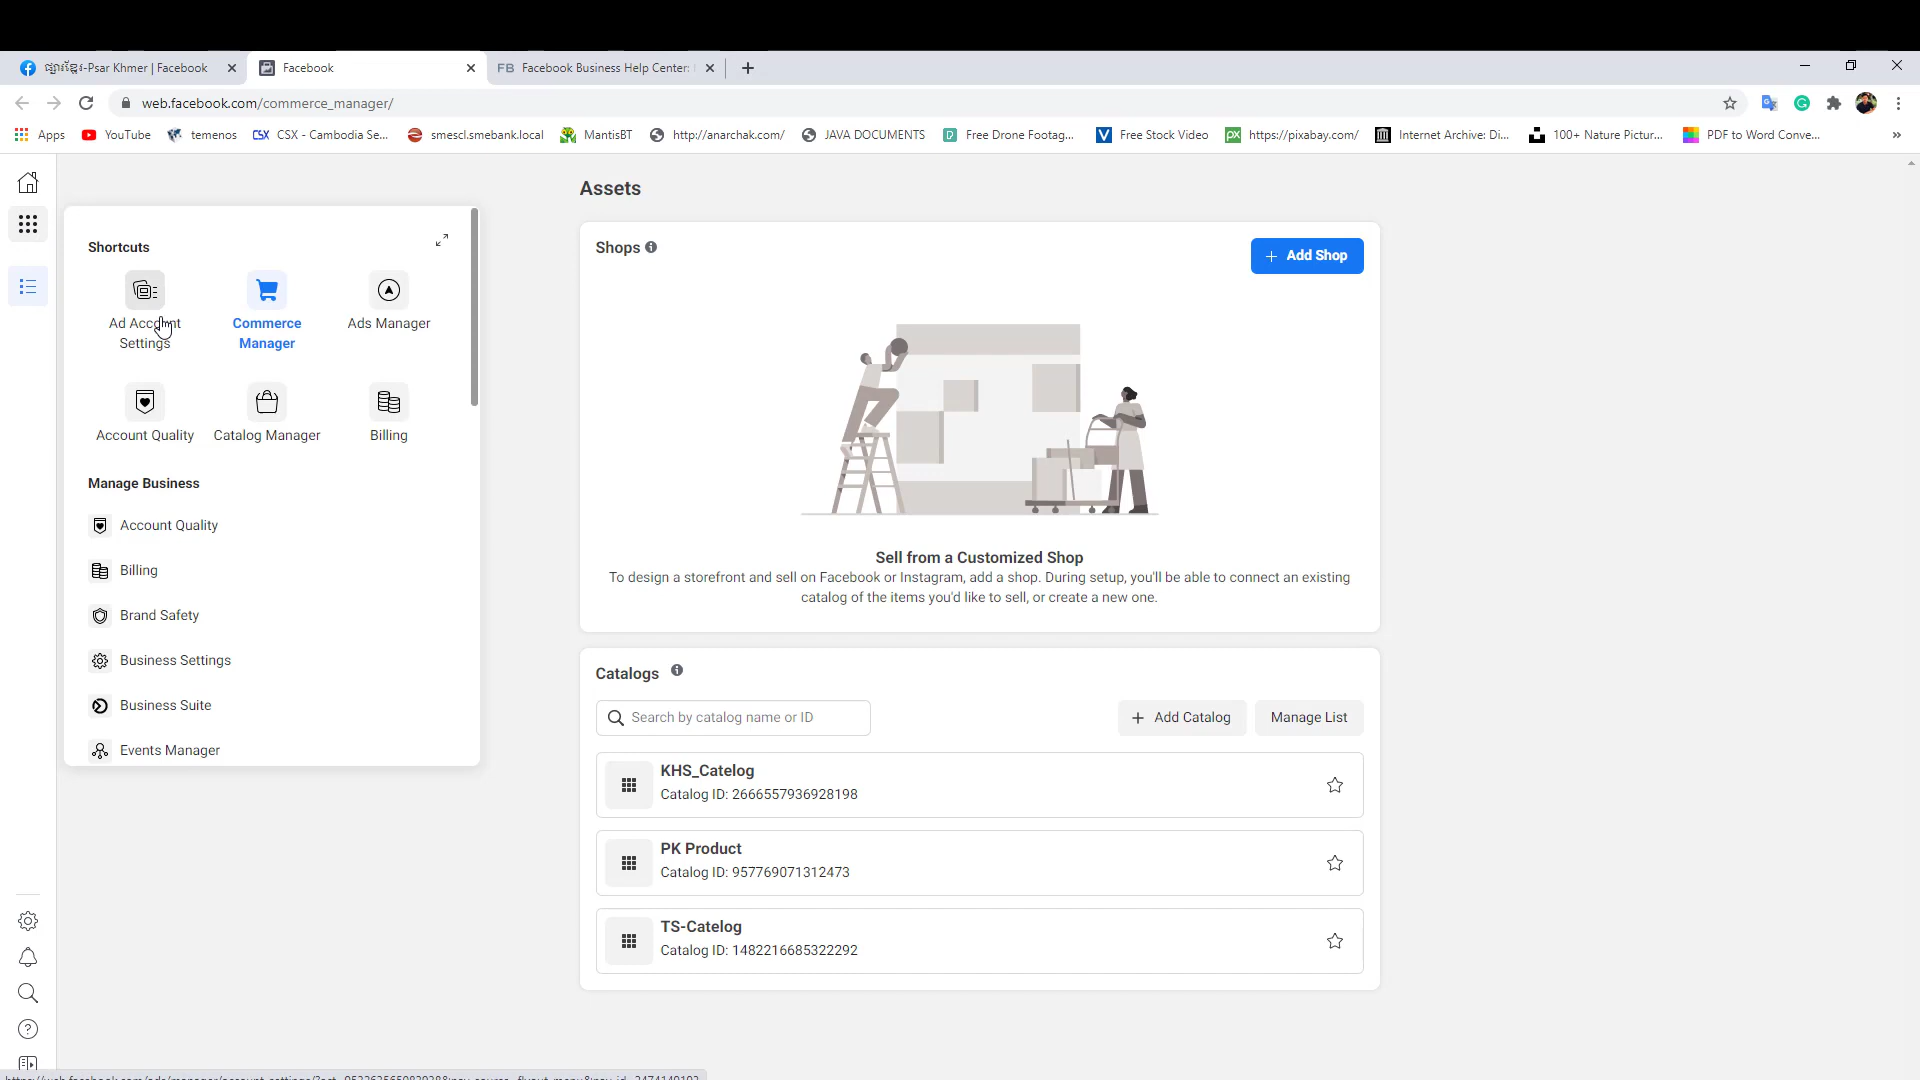 ផ្សារខ្មែរ-Psar Khmer | Facebook
Facebook
FB Facebook Business Help Center:
web.facebook.com/commerce_manager/
Apps
YouTube
temenos
CSX - Cambodia Se...
smescl.smebank.local
MantisBT
http://anarchak.com/
JAVA DOCUMENTS
Free Drone Footag...
Free Stock Video
https://pixabay.com/
Internet Archive: Di...
100+ Nature Pictur...
PDF to Word Conve...
Assets
Shortcuts
Ad Account
Settings
Commerce
Manager
Ads Manager
Account Quality
Catalog Manager
Billing
Manage Business
Account Quality
Billing
Brand Safety
Business Settings
Business Suite
Events Manager
Shops
+ Add Shop
Sell from a Customized Shop
To design a storefront and sell on Facebook or Instagram, add a shop. During setup, you'll be able to connect an existing
catalog of the items you'd like to sell, or create a new one.
Catalogs
Search by catalog name or ID
+ Add Catalog
Manage List
KHS_Catelog
Catalog ID: 2666557936928198
PK Product
Catalog ID: 957769071312473
TS-Catelog
Catalog ID: 1482216685322292